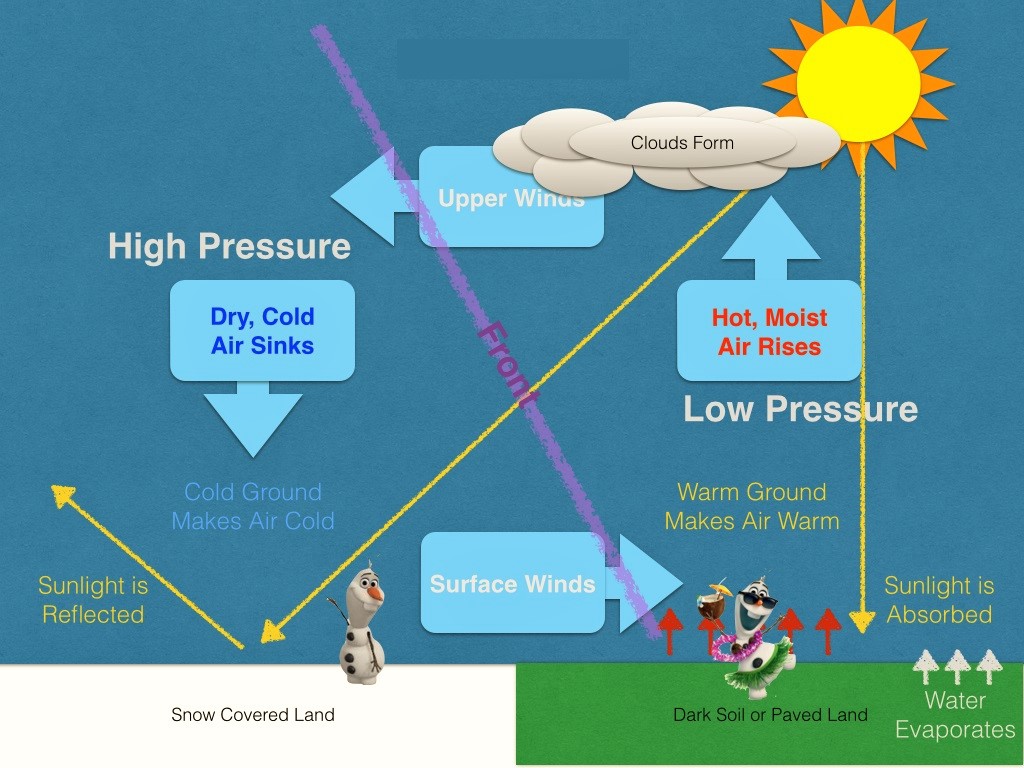 Clouds Form
Upper Winds
High Pressure
Dry, Cold
Air Sinks
Hot, Moist
Air Rises
Front
Low Pressure
Cold Ground
Makes Air Cold
Warm Ground
Makes Air Warm
Sunlight is
Reflected
Surface Winds
Sunlight is
Absorbed
Snow Covered Land
Dark Soil or Paved Land
Water
Evaporates